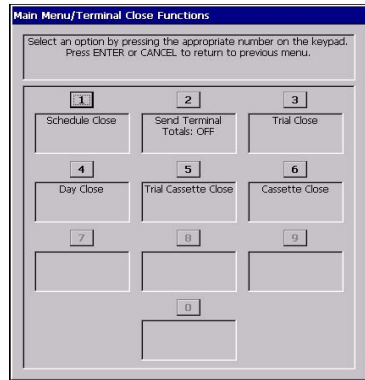 Main Menu/Terminal Close Functions
Select an option by pressing the appropriate number on the keypad.
Press ENTER or CANCEL to return to previous menu.
1 2 3
Schedule Close Send Terminal Totals: OFF Trial Close
4 5 6
Day Close Trial Cassette Close Cassette Close
7 8 9
0